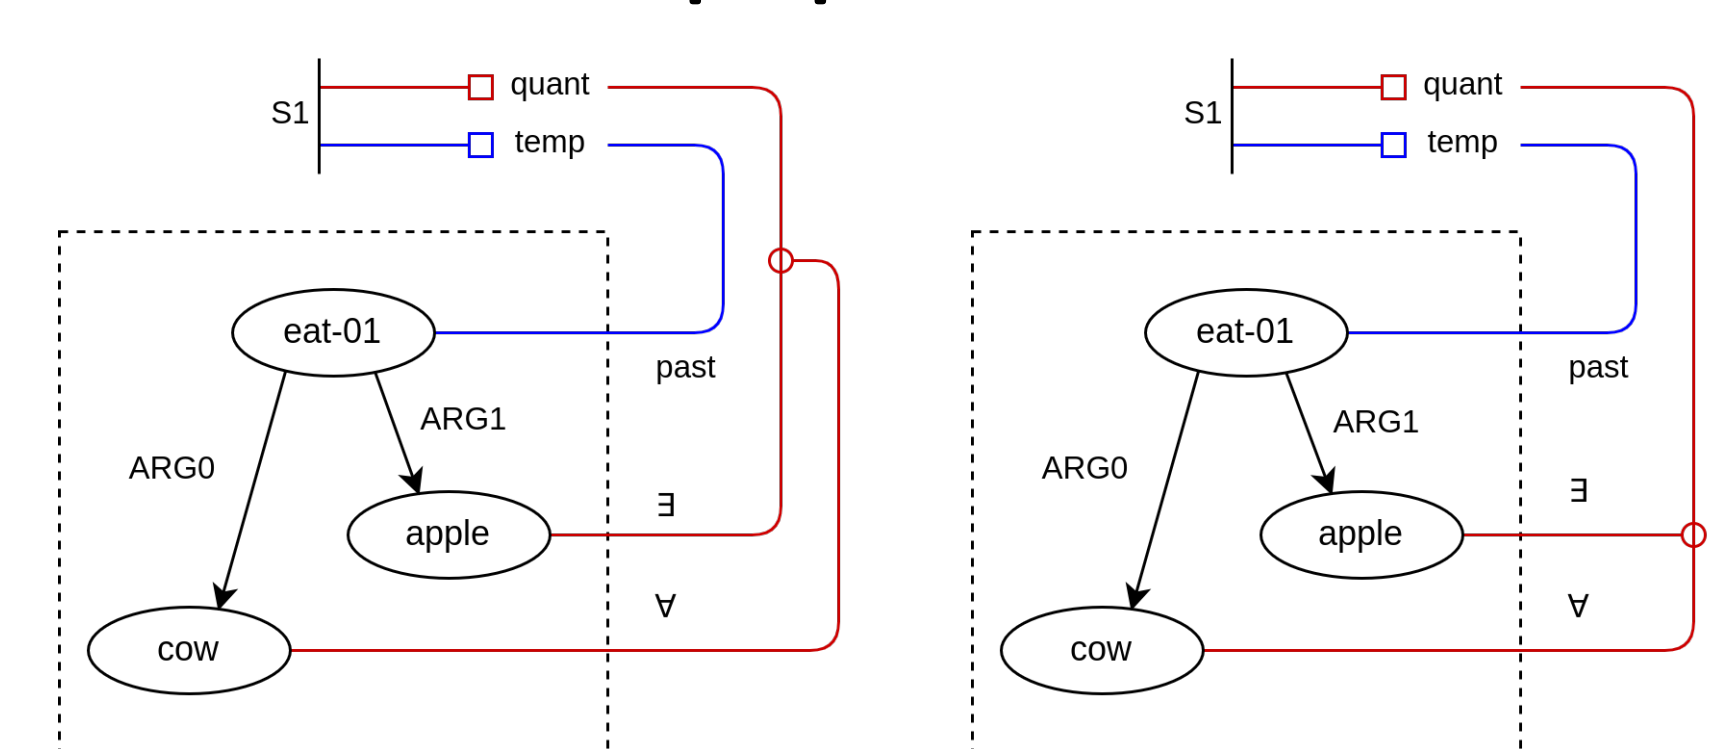 quant
S1
temp
eat-01
past
ARG1
ARG0
∃
apple
∀
cow
quant
S1
temp
eat-01
past
ARG1
ARG0
∃
apple
∀
cow